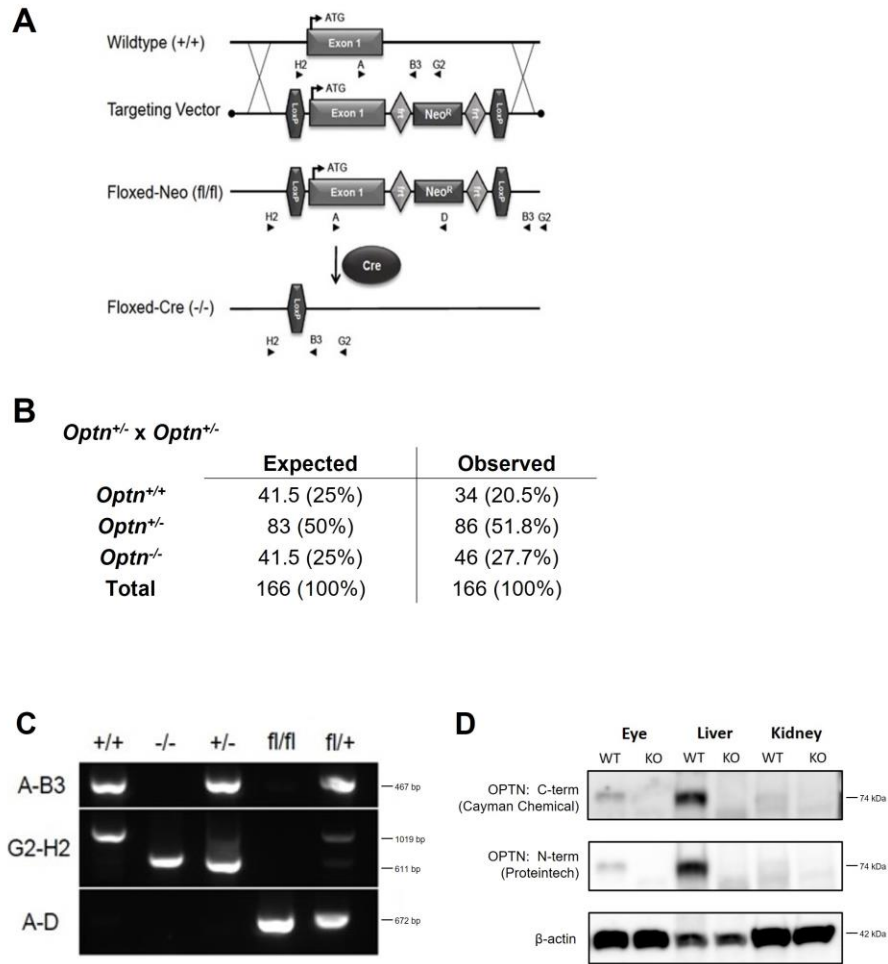 A
Wildtype (+/+)
ATG
Exon 1
H2 A B3 G2
Targeting Vector
ATG
LoxP Exon 1 frt Neo^R frt LoxP
Floxed-Neo (fl/fl)
ATG
LoxP Exon 1 frt Neo^R frt LoxP
H2 A D B3 G2
Cre
Floxed-Cre (-/-)
LoxP
H2 B3 G2
B
Optn+/- x Optn+/-
Expected Observed
Optn+/+ 41.5 (25%) 34 (20.5%)
Optn+/- 83 (50%) 86 (51.8%)
Optn-/- 41.5 (25%) 46 (27.7%)
Total 166 (100%) 166 (100%)
C
+/+ -/- +/- fl/fl fl/+
A-B3 467 bp
G2-H2 1019 bp
611 bp
A-D 672 bp
D
Eye Liver Kidney
WT KO WT KO WT KO
OPTN: C-term
(Cayman Chemical)
74 kDa
OPTN: N-term
(Proteintech)
74 kDa
β-actin 42 kDa